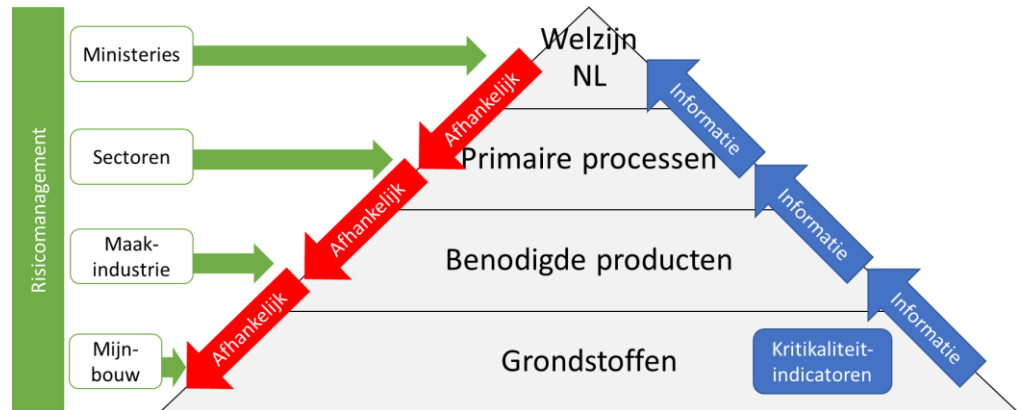 Risicomanagement
Ministeries
Sectoren
Maak-
industrie
Mijn-
bouw
Afhankelijk
Afhankelijk
Afhankelijk
Welzijn
NL
Primaire processen
Benodigde producten
Grondstoffen
Informatie
Informatie
Informatie
Kritikaliteit-
indicatoren